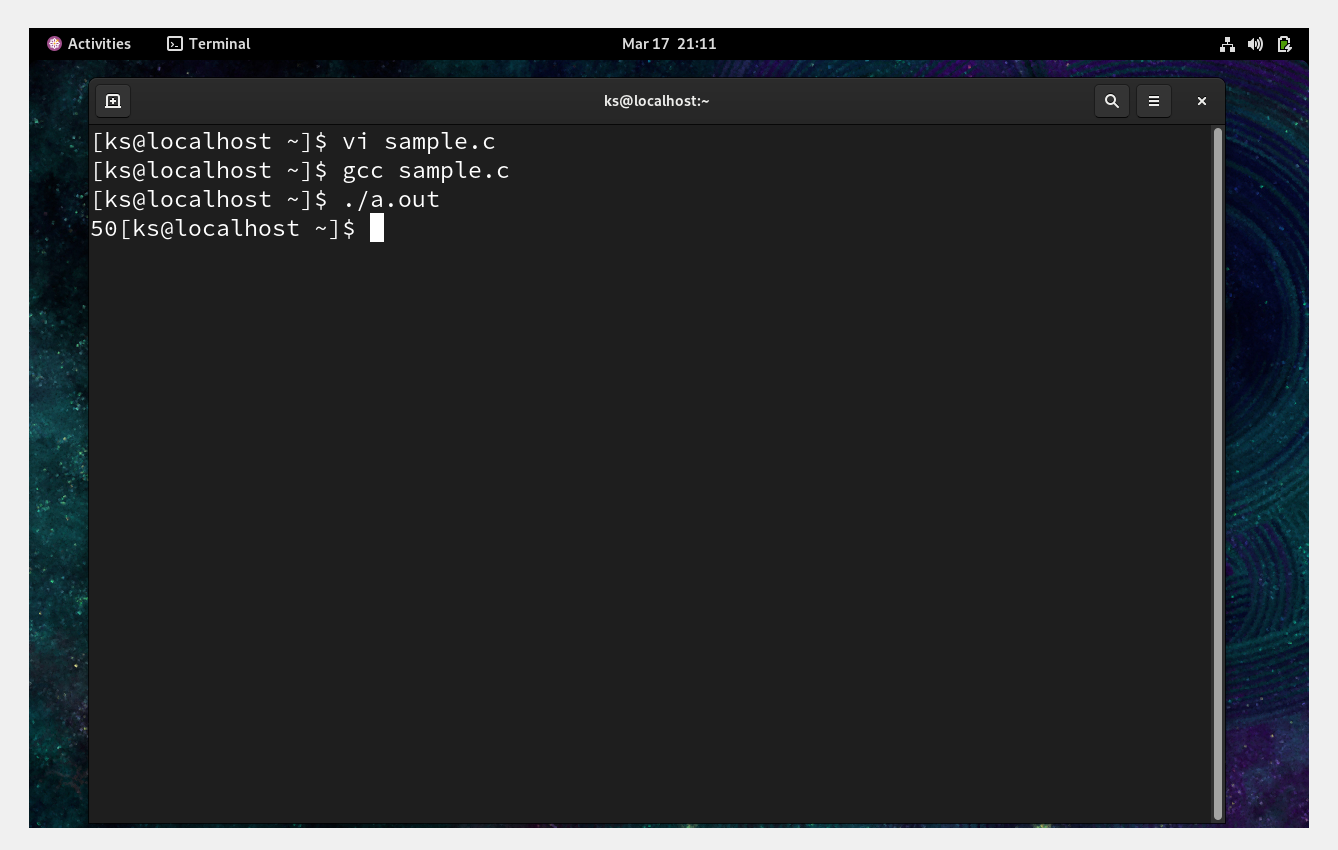 Activities Terminal Mar 17 21:11
ks@localhost:~
[ks@localhost ~]$ vi sample.c
[ks@localhost ~]$ gcc sample.c
[ks@localhost ~]$ ./a.out
50[ks@localhost ~]$